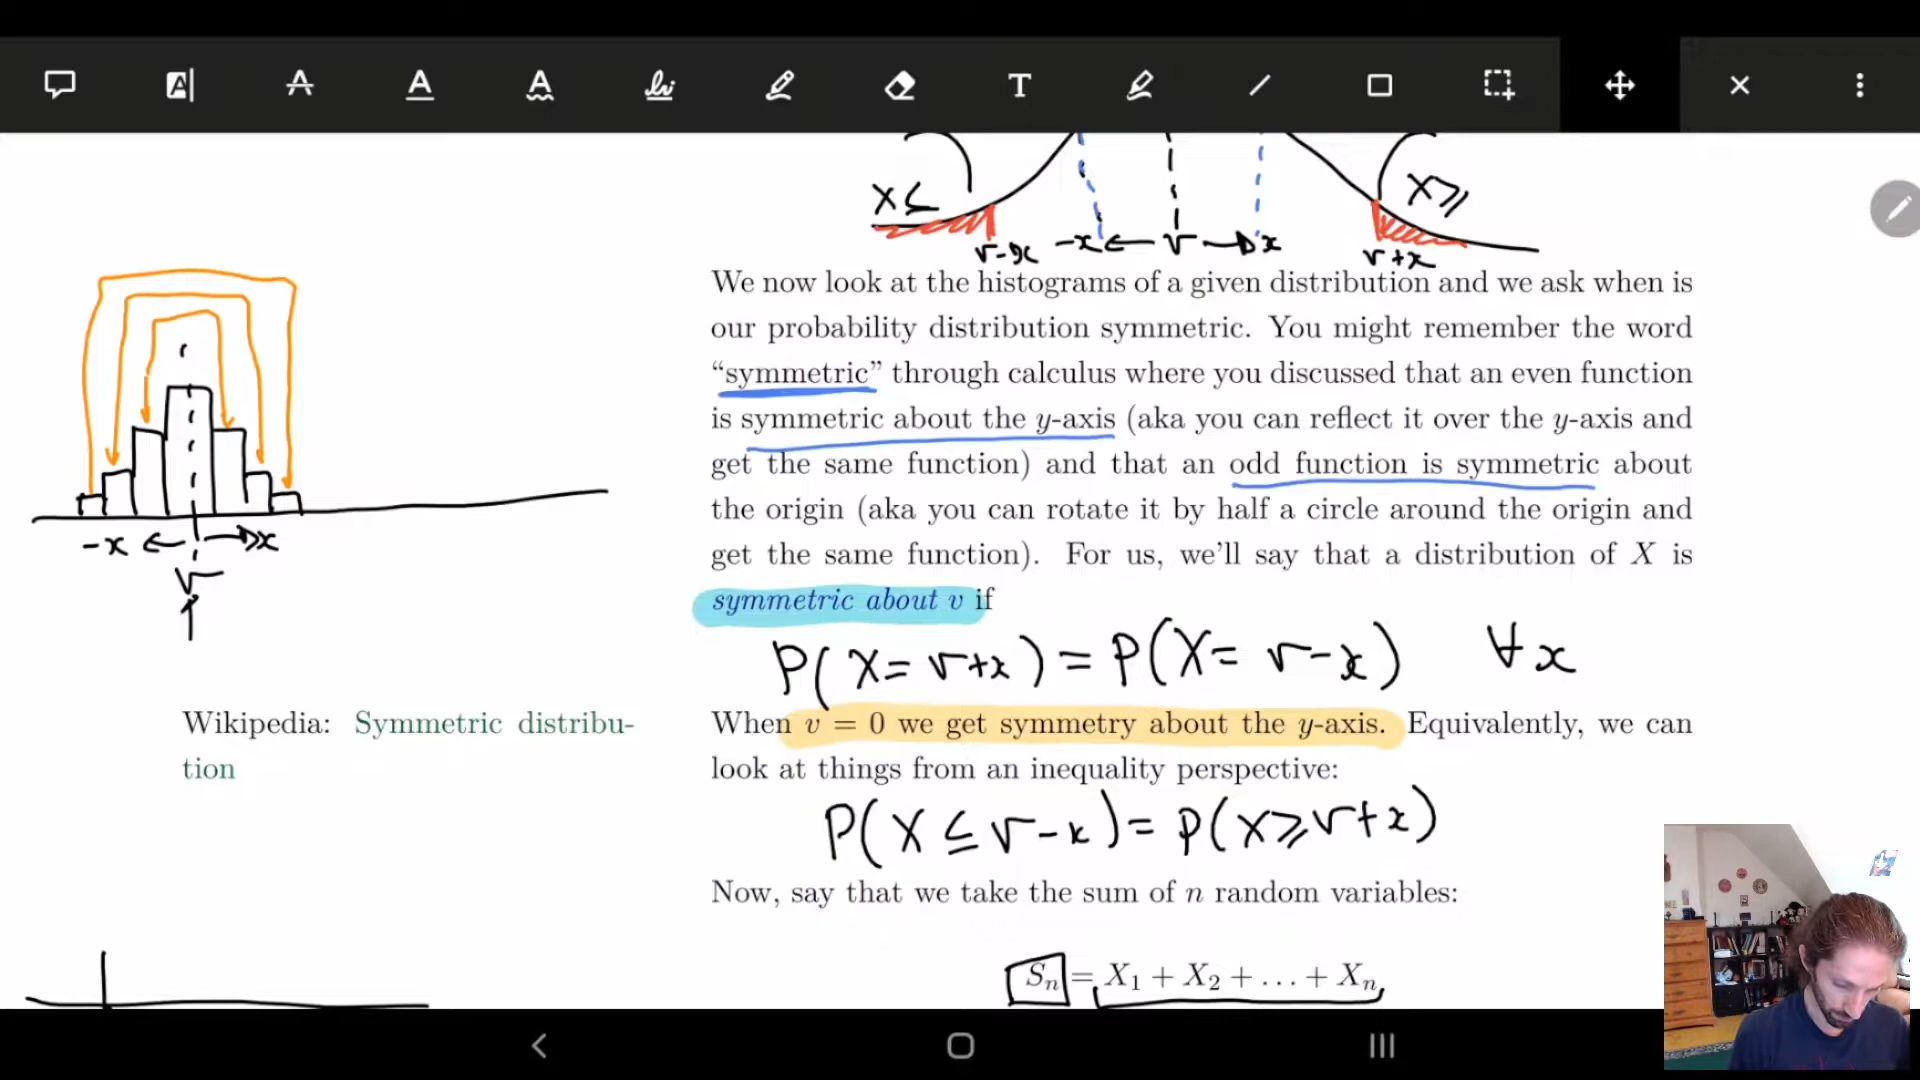 X≤
X≥
v-x
-x ← v → x
v+x
We now look at the histograms of a given distribution and we ask when is
our probability distribution symmetric. You might remember the word
“symmetric” through calculus where you discussed that an even function
is symmetric about the y-axis (aka you can reflect it over the y-axis and
get the same function) and that an odd function is symmetric about
the origin (aka you can rotate it by half a circle around the origin and
get the same function). For us, we’ll say that a distribution of X is
symmetric about v if
-x ← → x
v
P(X = v+x) = P(X = v-x) ∀x
Wikipedia: Symmetric distribu-
tion
When v = 0 we get symmetry about the y-axis. Equivalently, we can
look at things from an inequality perspective:
P(X ≤ v-x) = P(X ≥ v+x)
Now, say that we take the sum of n random variables:
Sn = X1 + X2 + … + Xn